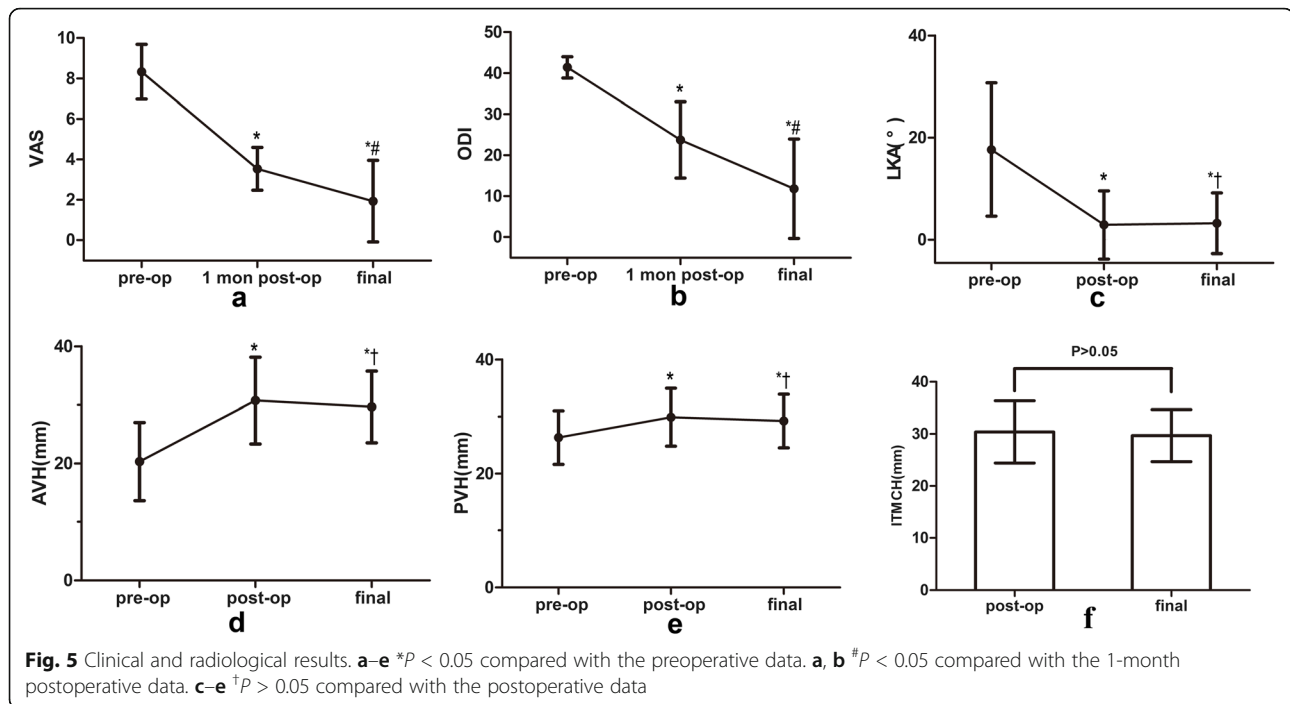 10
8
6
4
2
0
VAS
*
*#
pre-op 1 mon post-op final
a
50
40
30
20
10
0
ODI
*
*#
pre-op 1 mon post-op final
b
40
20
0
LKA(°)
*
*†
pre-op post-op final
c
40
20
0
AVH(mm)
*
*†
pre-op post-op final
d
40
20
0
PVH(mm)
*
*†
pre-op post-op final
e
P>0.05
40
30
20
10
0
ITMCH(mm)
post-op final
f
Fig. 5 Clinical and radiological results. a–e *P < 0.05 compared with the preoperative data. a, b #P < 0.05 compared with the 1-month
postoperative data. c–e †P > 0.05 compared with the postoperative data